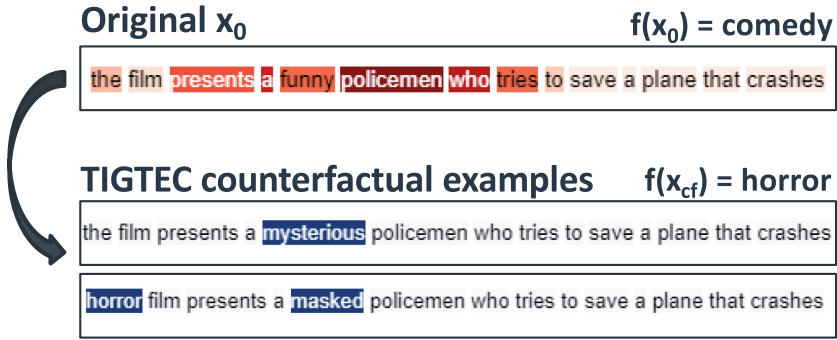 Original x0
f(x0) = comedy
the film presents a funny policemen who tries to save a plane that crashes
TIGTEC counterfactual examples
f(xcf) = horror
the film presents a mysterious policemen who tries to save a plane that crashes
horror film presents a masked policemen who tries to save a plane that crashes